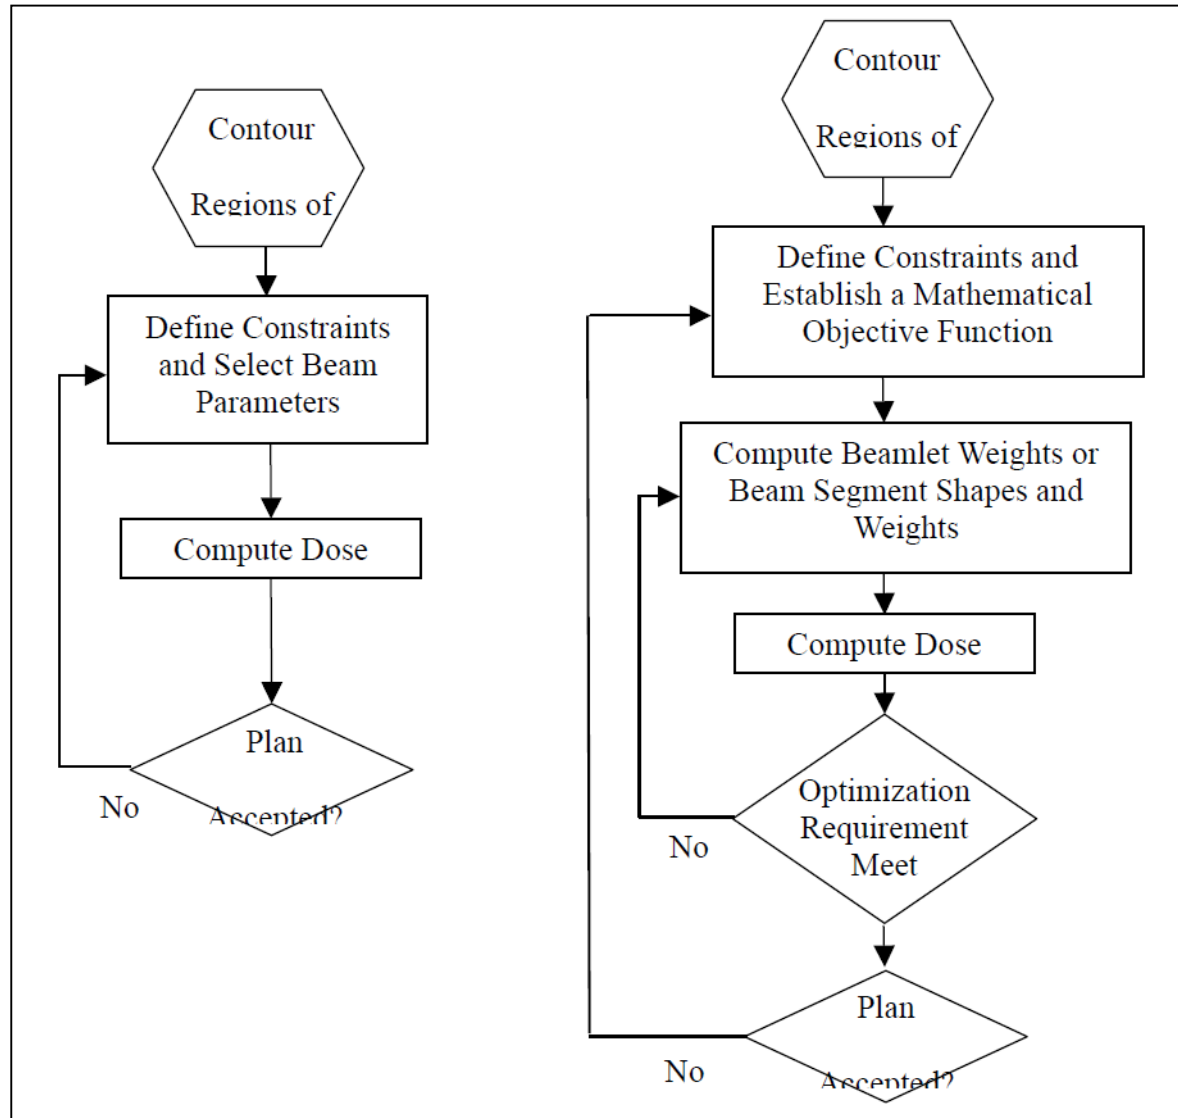 Contour
Regions of
Define Constraints
and Select Beam
Parameters
Compute Dose
Plan
Accepted?
No
Contour
Regions of
Define Constraints and
Establish a Mathematical
Objective Function
Compute Beamlet Weights or
Beam Segment Shapes and
Weights
Compute Dose
Optimization
Requirement
Meet
No
Plan
Accepted?
No